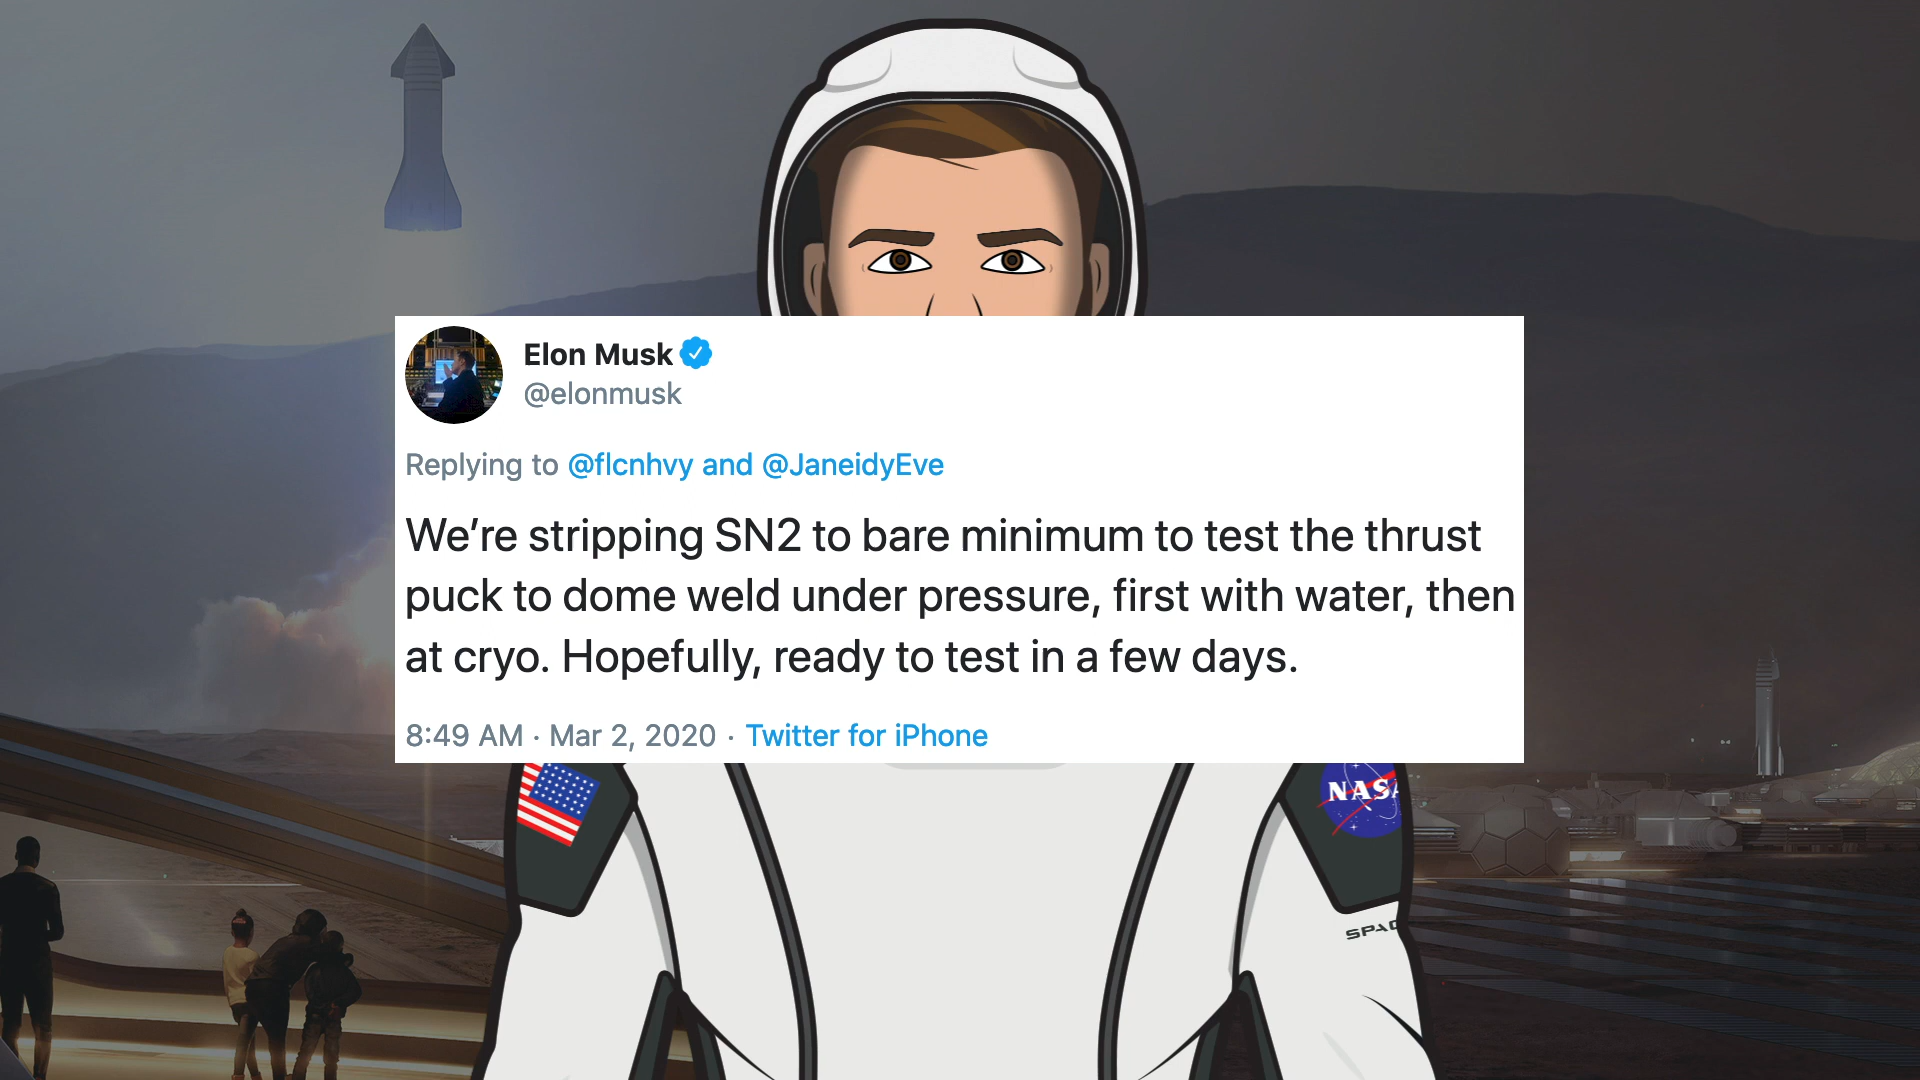 Elon Musk
@elonmusk
Replying to @flcnhvy and @JaneidyEve
We’re stripping SN2 to bare minimum to test the thrust
puck to dome weld under pressure, first with water, then
at cryo. Hopefully, ready to test in a few days.
8:49 AM · Mar 2, 2020 · Twitter for iPhone
NASA
SPAC